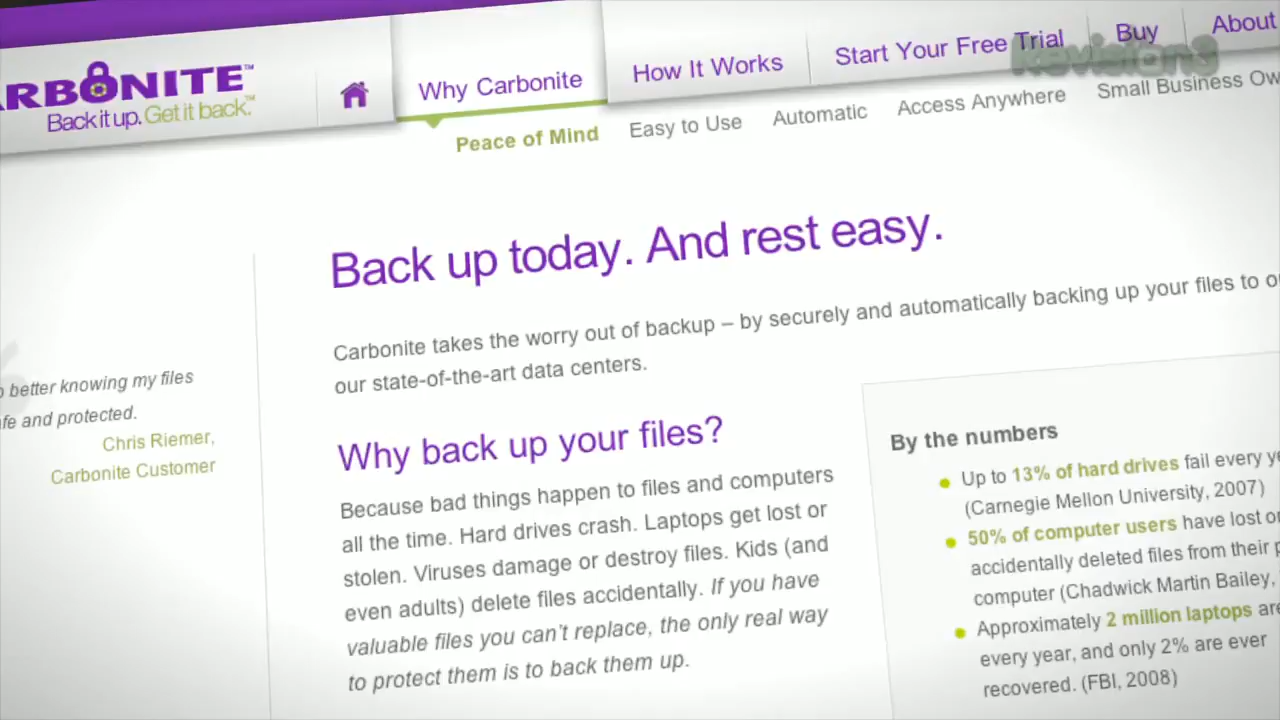 ARBONITE™
Back it up. Get it back.™
Why Carbonite
How It Works
Start Your Free Trial
Buy
About
revision3
Peace of Mind
Easy to Use
Automatic
Access Anywhere
Small Business Ow
Back up today. And rest easy.
Carbonite takes the worry out of backup – by securely and automatically backing up your files to
our state-of-the-art data centers.
better knowing my files
fe and protected.
Chris Riemer,
Carbonite Customer
Why back up your files?
Because bad things happen to files and computers
all the time. Hard drives crash. Laptops get lost or
stolen. Viruses damage or destroy files. Kids (and
even adults) delete files accidentally. If you have
valuable files you can't replace, the only real way
to protect them is to back them up.
By the numbers
Up to 13% of hard drives fail every ye
(Carnegie Mellon University, 2007)
50% of computer users have lost or
accidentally deleted files from their p
computer (Chadwick Martin Bailey,
Approximately 2 million laptops are
every year, and only 2% are ever
recovered. (FBI, 2008)